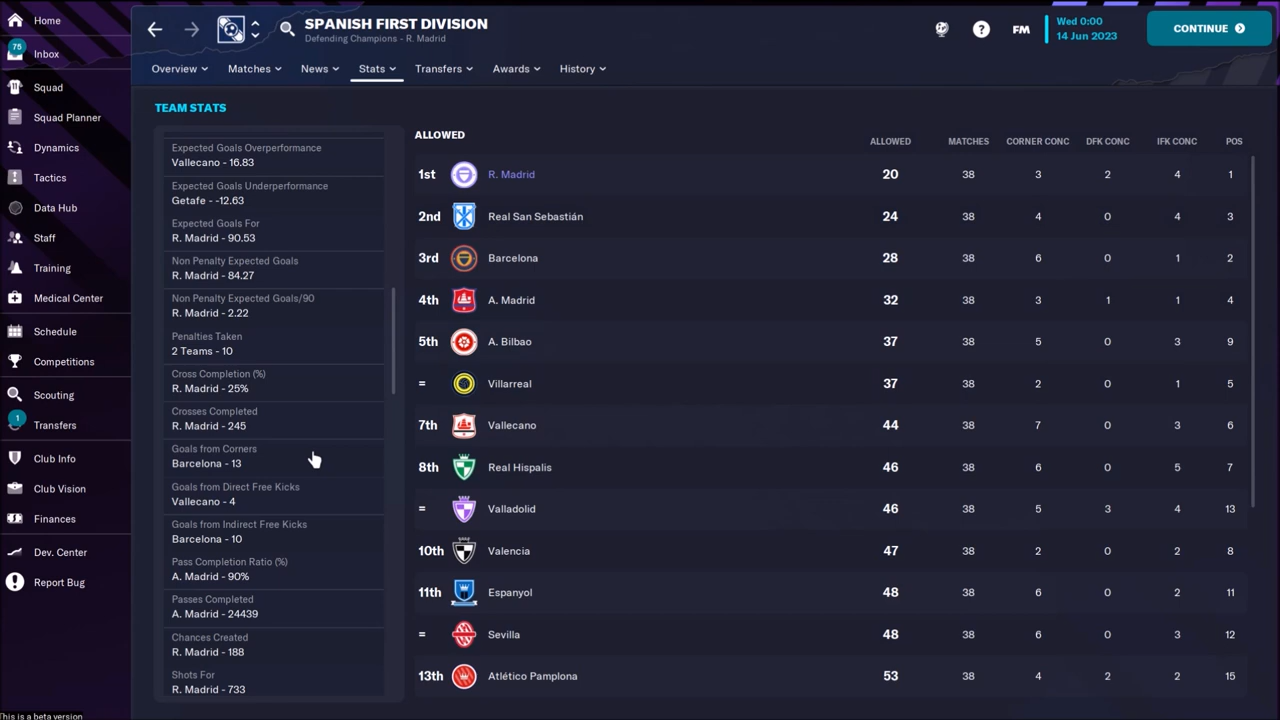 Home
75
Inbox
Squad
Squad Planner
Dynamics
Tactics
Data Hub
Staff
Training
Medical Center
Schedule
Competitions
Scouting
1
Transfers
Club Info
Club Vision
Finances
Dev. Center
Report Bug
This is a beta version
SPANISH FIRST DIVISION
Defending Champions - R. Madrid
? FM
Wed 0:00
14 Jun 2023
CONTINUE
Overview Matches News Stats Transfers Awards History
TEAM STATS
Expected Goals Overperformance
Vallecano - 16.83
Expected Goals Underperformance
Getafe - -12.63
Expected Goals For
R. Madrid - 90.53
Non Penalty Expected Goals
R. Madrid - 84.27
Non Penalty Expected Goals/90
R. Madrid - 2.22
Penalties Taken
2 Teams - 10
Cross Completion (%)
R. Madrid - 25%
Crosses Completed
R. Madrid - 245
Goals from Corners
Barcelona - 13
Goals from Direct Free Kicks
Vallecano - 4
Goals from Indirect Free Kicks
Barcelona - 10
Pass Completion Ratio (%)
A. Madrid - 90%
Passes Completed
A. Madrid - 24439
Chances Created
R. Madrid - 188
Shots For
R. Madrid - 733
ALLOWED
ALLOWED MATCHES CORNER CONC DFK CONC IFK CONC POS
1st R. Madrid 20 38 3 2 4 1
2nd Real San Sebastián 24 38 4 0 4 3
3rd Barcelona 28 38 6 0 1 2
4th A. Madrid 32 38 3 1 1 4
5th A. Bilbao 37 38 5 0 3 9
= Villarreal 37 38 2 0 1 5
7th Vallecano 44 38 7 0 3 6
8th Real Hispalis 46 38 6 0 5 7
= Valladolid 46 38 5 3 4 13
10th Valencia 47 38 2 0 2 8
11th Espanyol 48 38 6 0 2 11
= Sevilla 48 38 6 0 3 12
13th Atlético Pamplona 53 38 4 2 2 15